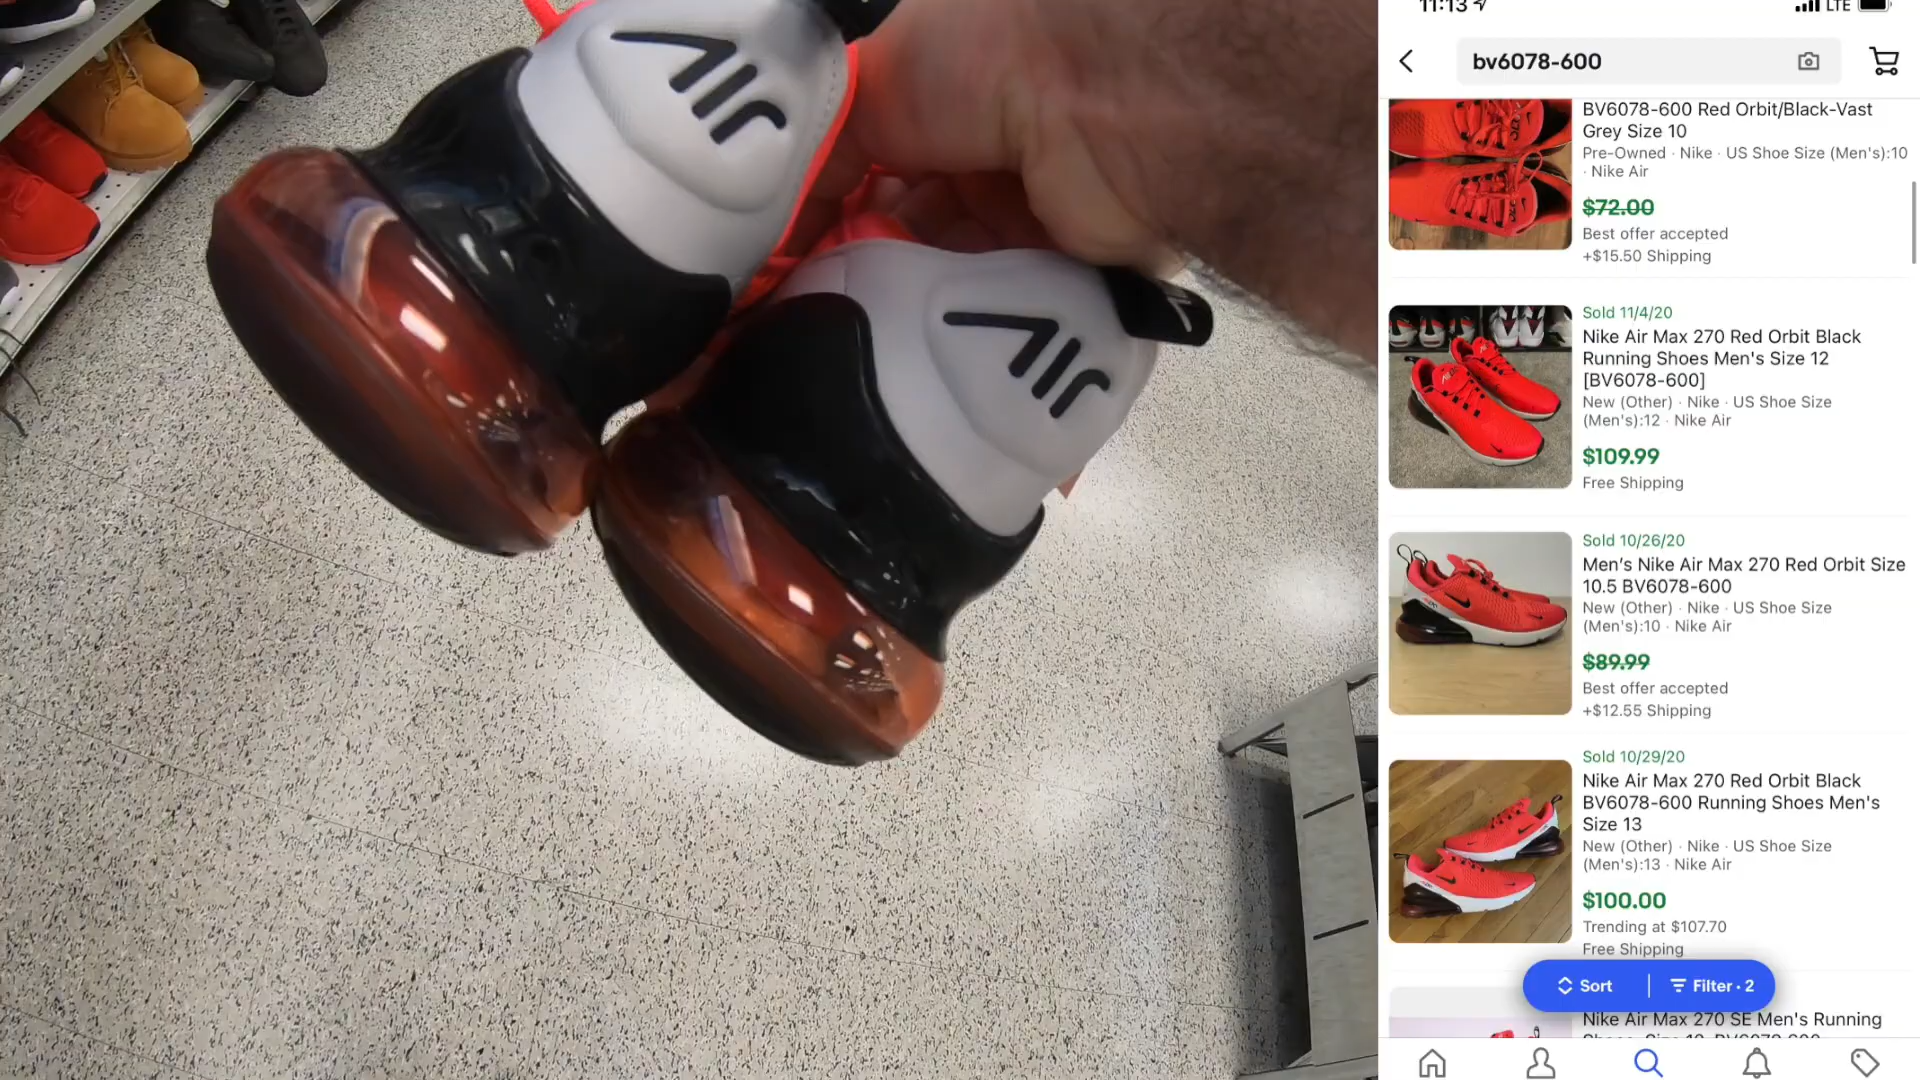 AIR
AIR
11:13
LTE
bv6078-600
BV6078-600 Red Orbit/Black-Vast
Grey Size 10
Pre-Owned · Nike · US Shoe Size (Men's):10
· Nike Air
$72.00
Best offer accepted
+$15.50 Shipping
Sold 11/4/20
Nike Air Max 270 Red Orbit Black
Running Shoes Men's Size 12
[BV6078-600]
New (Other) · Nike · US Shoe Size
(Men's):12 · Nike Air
$109.99
Free Shipping
Sold 10/26/20
Men’s Nike Air Max 270 Red Orbit Size
10.5 BV6078-600
New (Other) · Nike · US Shoe Size
(Men's):10 · Nike Air
$89.99
Best offer accepted
+$12.55 Shipping
Sold 10/29/20
Nike Air Max 270 Red Orbit Black
BV6078-600 Running Shoes Men's
Size 13
New (Other) · Nike · US Shoe Size
(Men's):13 · Nike Air
$100.00
Trending at $107.70
Free Shipping
Sort
Filter · 2
Nike Air Max 270 SE Men's Running